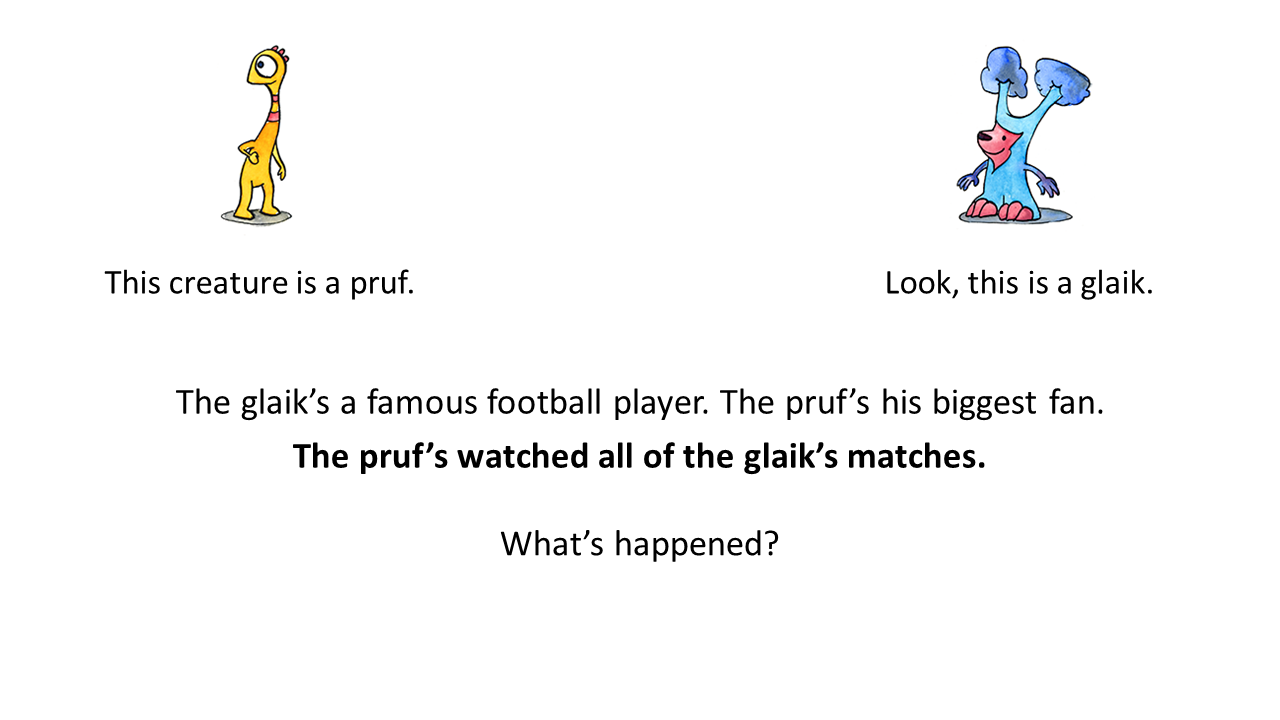 This creature is a pruf.
Look, this is a glaik.
The glaik’s a famous football player. The pruf’s his biggest fan.
The pruf’s watched all of the glaik’s matches.
What’s happened?